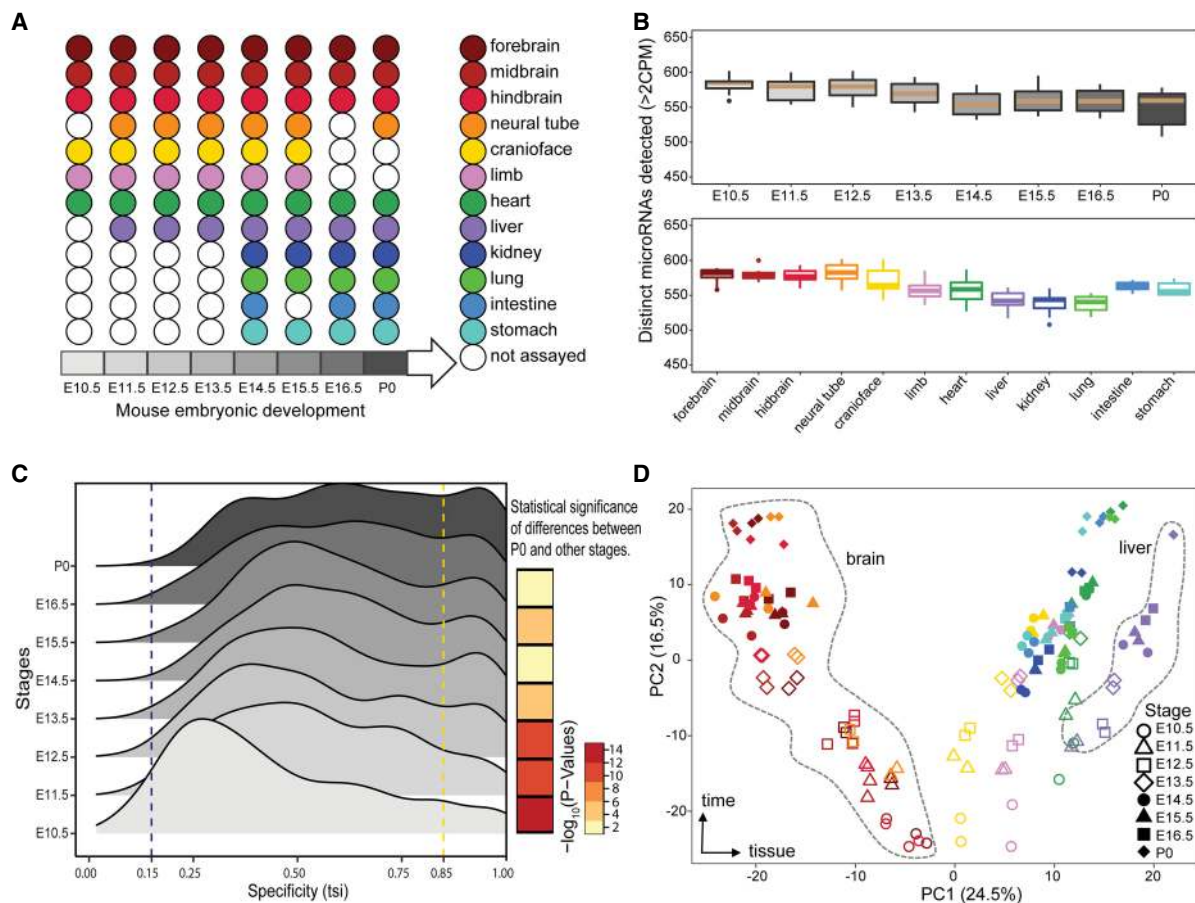 A
forebrain
midbrain
hindbrain
neural tube
cranioface
limb
heart
liver
kidney
lung
intestine
stomach
not assayed
E10.5 E11.5 E12.5 E13.5 E14.5 E15.5 E16.5 P0
Mouse embryonic development
B
Distinct microRNAs detected (>2CPM)
650
600
550
500
450
E10.5 E11.5 E12.5 E13.5 E14.5 E15.5 E16.5 P0
650
600
550
500
450
forebrain midbrain hidbrain neural tube cranioface limb heart liver kidney lung intestine stomach
C
Stages
P0
E16.5
E15.5
E14.5
E13.5
E12.5
E11.5
E10.5
0.00 0.15 0.25 0.50 0.75 0.85 1.00
Specificity (tsi)
Statistical significance
of differences between
P0 and other stages.
-log10(P-Values)
14
12
10
8
6
4
2
D
PC2 (16.5%)
20
10
0
-10
-20
brain
liver
time
tissue
-20 -10 0 10 20
PC1 (24.5%)
Stage
E10.5
E11.5
E12.5
E13.5
E14.5
E15.5
E16.5
P0